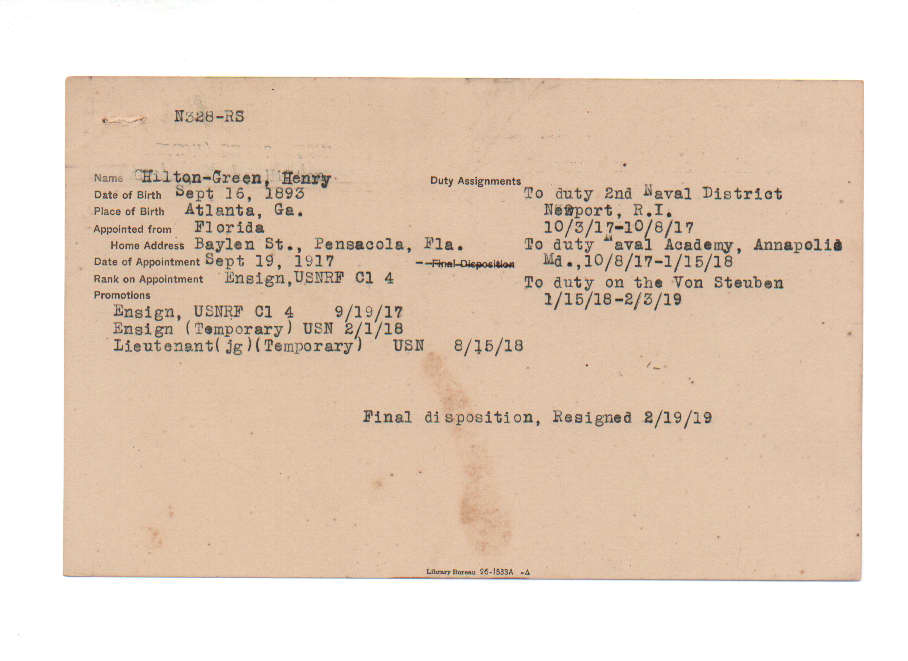 N328-RS
Name Hilton-Green, Henry
Date of Birth Sept 16, 1893
Place of Birth Atlanta, Ga.
Appointed from Florida
Home Address Baylen St., Pensacola, Fla.
Date of Appointment Sept 19, 1917
Rank on Appointment Ensign,USNRF Cl 4
Promotions
Ensign, USNRF Cl 4 9/19/17
Ensign (Temporary) USN 2/1/18
Lieutenant(jg)(Temporary) USN 8/15/18
Duty Assignments
To duty 2nd Naval District
Newport, R.I.
10/3/17-10/8/17
To duty Naval Academy, Annapolis
Md.,10/8/17-1/15/18
Final Disposition
To duty on the Von Steuben
1/15/18-2/3/19
Final disposition, Resigned 2/19/19
Library Bureau 96-1533A -A